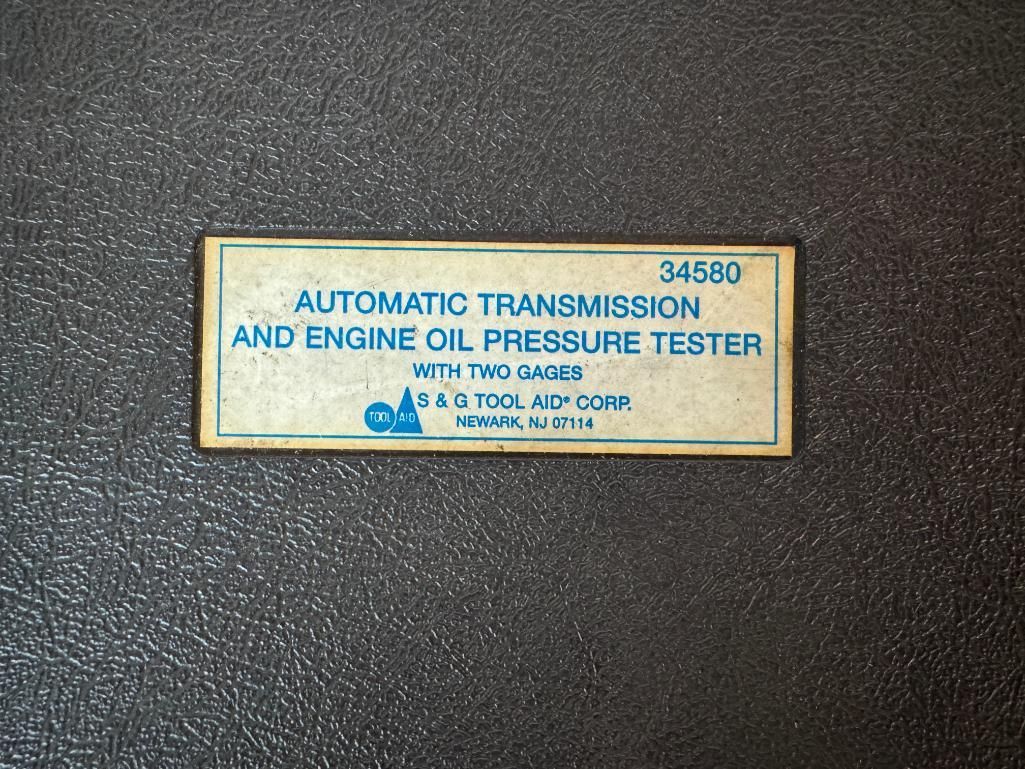 34580
AUTOMATIC TRANSMISSION
AND ENGINE OIL PRESSURE TESTER
WITH TWO GAGES
TOOL AID S & G TOOL AID® CORP.
NEWARK, NJ 07114